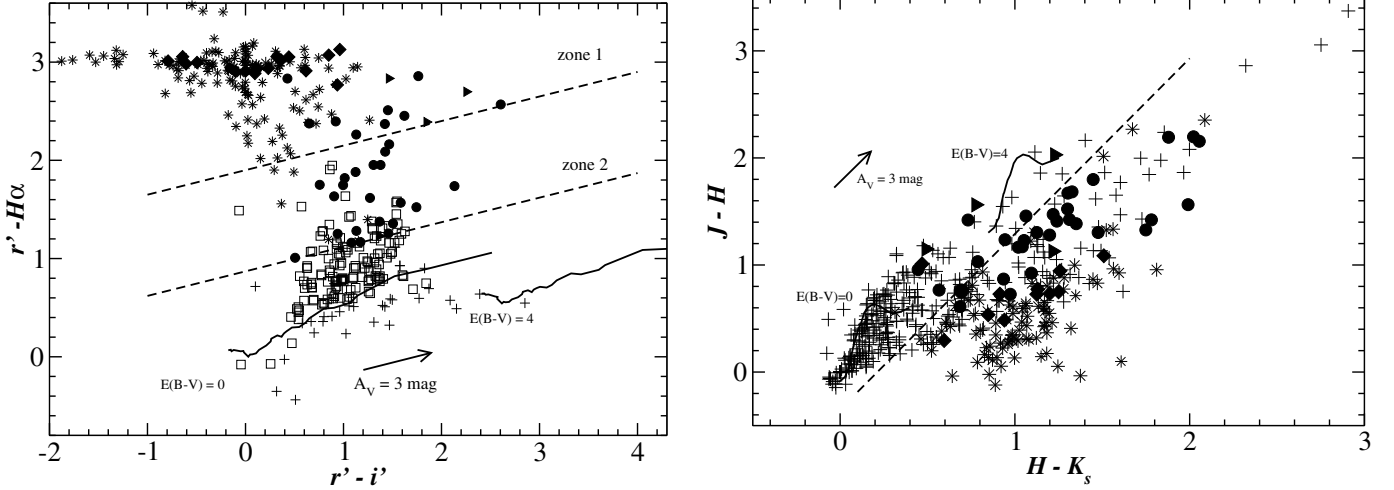 3
2
1
0
-2
-1
0
1
2
3
4
r' - Hα
r' - i'
zone 1
zone 2
E(B-V) = 0
E(B-V) = 4
A_V = 3 mag
3
2
1
0
0
1
2
3
J - H
H - K_s
E(B-V)=4
A_V = 3 mag
E(B-V)=0